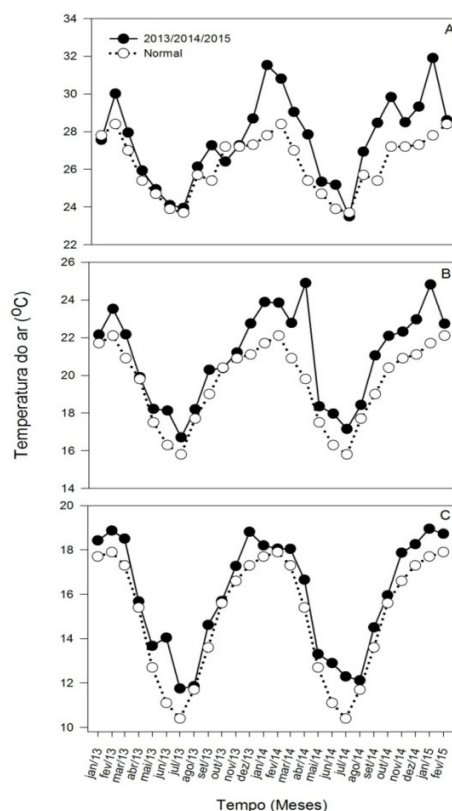 34
A
2013/2014/2015
Normal
32
30
28
26
24
22
26
B
24
22
20
18
16
14
20
C
18
16
14
12
10
Temperatura do ar (ºC)
jan/13
fev/13
mar/13
abr/13
mai/13
jun/13
jul/13
ago/13
set/13
out/13
nov/13
dez/13
jan/14
fev/14
mar/14
abr/14
mai/14
jun/14
jul/14
ago/14
set/14
out/14
nov/14
dez/14
jan/15
fev/15
Tempo (Meses)